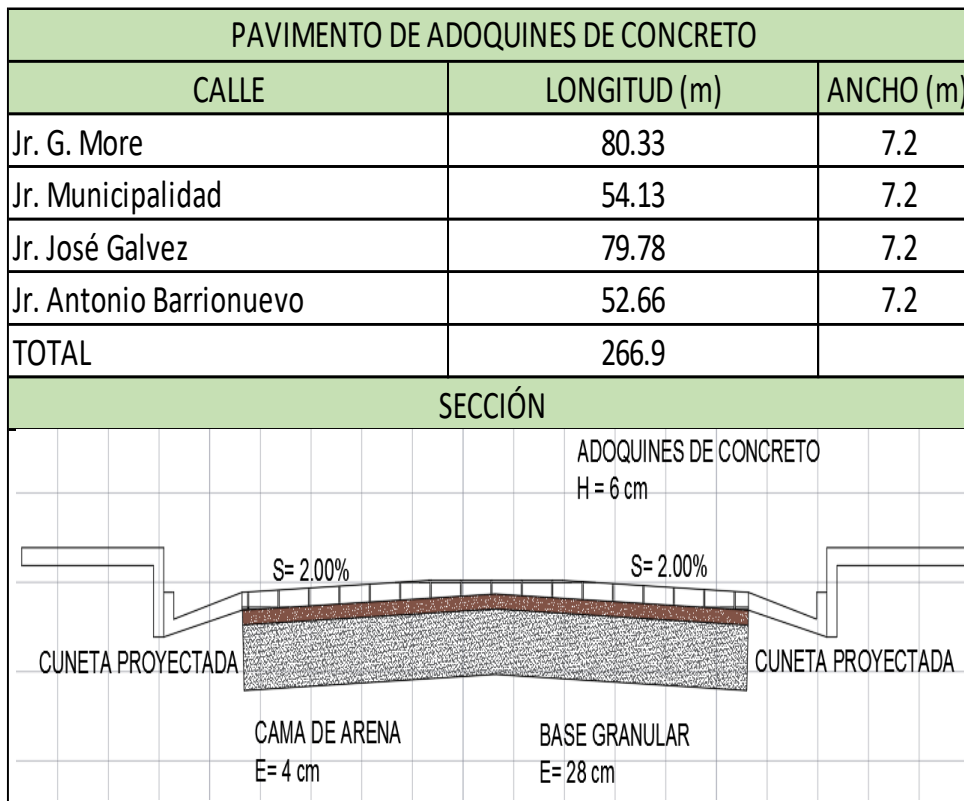 PAVIMENTO DE ADOQUINES DE CONCRETO
CALLE LONGITUD (m) ANCHO (m)
Jr. G. More 80.33 7.2
Jr. Municipalidad 54.13 7.2
Jr. José Galvez 79.78 7.2
Jr. Antonio Barrionuevo 52.66 7.2
TOTAL 266.9
SECCIÓN
ADOQUINES DE CONCRETO
H = 6 cm
S= 2.00% S= 2.00%
CUNETA PROYECTADA CUNETA PROYECTADA
CAMA DE ARENA BASE GRANULAR
E= 4 cm E= 28 cm